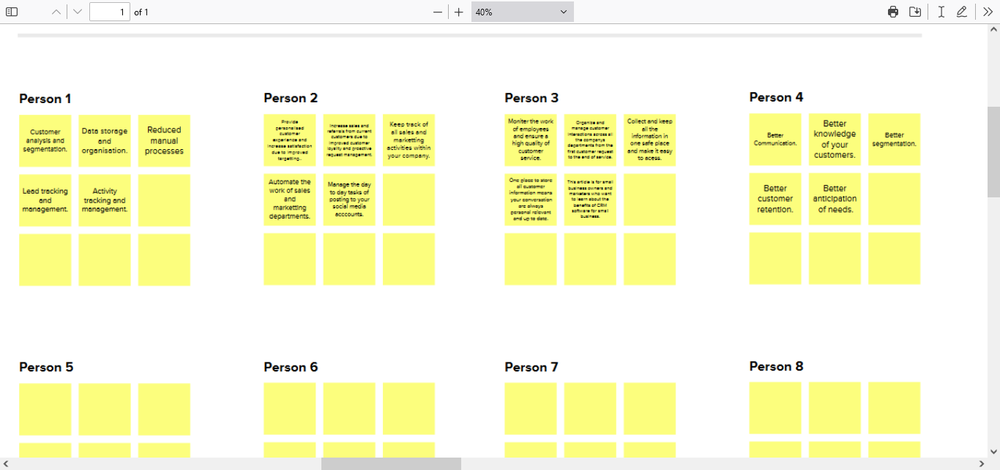 1 of 1
40%
Person 1
Customer
analysis and
segmentation.
Data storage
and
organisation.
Reduced
manual
processes
Lead tracking
and
management.
Activity
tracking and
management.
Person 2
Provide
personalised
customer
experience and
increase satisfaction
due to improved
targetting..
Increase sales and
referrals from current
customers due to
improved customer
loyalty and proactive
request management.
Keep track of
all sales and
marketting
activities within
your company.
Automate the
work of sales
and
marketting
departments.
Manage the day
to day tasks of
posting to your
social media
acccounts.
Person 3
Moniter the work
of employees
and ensure a
high quality of
customer
service.
Organise and
manage customer
interactions across all
the companys
departments from the
first customer request
to the end of service.
Collect and keep
all the
information in
one safe place
and make it easy
to acess.
One place to store
all customer
information means
your conversation
are always
personal relevant
and up to date.
This article is for small
business owners and
marketers who want
to learn about the
benefits of CRM
software for small
business.
Person 4
Better
Communication.
Better
knowledge
of your
customers.
Better
segmentation.
Better
customer
retention.
Better
anticipation
of needs.
Person 5
Person 6
Person 7
Person 8